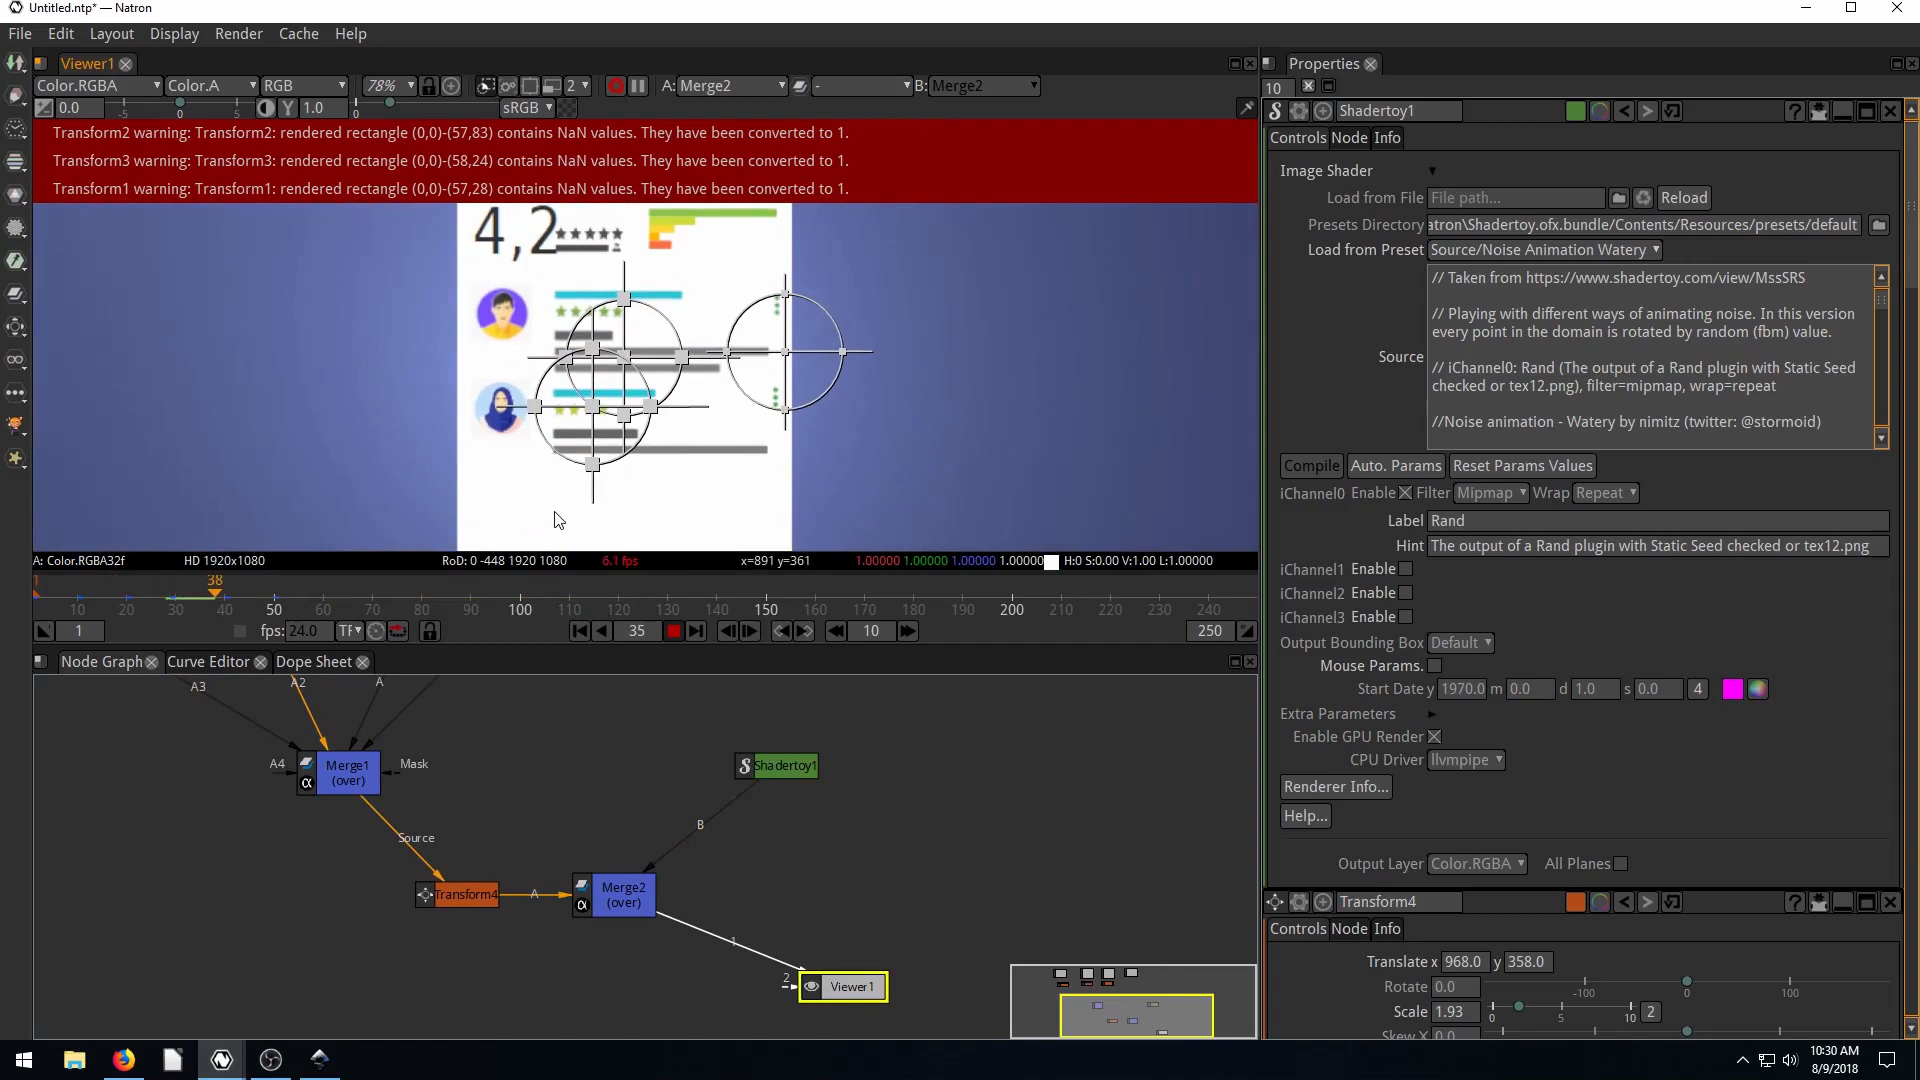 Untitled.ntp* — Natron
File Edit Layout Display Render Cache Help
Viewer1
Color.RGBA Color.A RGB 78% 2 A: Merge2 - B: Merge2
0.0 -5 0 5 Y 1.0 0 sRGB
Transform2 warning: Transform2: rendered rectangle (0,0)-(57,83) contains NaN values. They have been converted to 1.
Transform3 warning: Transform3: rendered rectangle (0,0)-(58,24) contains NaN values. They have been converted to 1.
Transform1 warning: Transform1: rendered rectangle (0,0)-(57,28) contains NaN values. They have been converted to 1.
4,2
A: Color.RGBA32f HD 1920x1080 RoD: 0 -448 1920 1080 6.1 fps x=891 y=361 1.00000 1.00000 1.00000 1.00000 H:0 S:0.00 V:1.00 L:1.00000
1 38
10 20 30 40 50 60 70 80 90 100 110 120 130 140 150 160 170 180 190 200 210 220 230 240
1 fps: 24.0 TF 35 10 250
Node Graph Curve Editor Dope Sheet
A3 A2 A
A4 Merge1 (over) Mask
Shadertoy1
B
Source
Transform4 A Merge2 (over)
1
2 Viewer1
Properties
10
Shadertoy1
Controls Node Info
Image Shader
Load from File File path... Reload
Presets Directory atron\Shadertoy.ofx.bundle/Contents/Resources/presets/default
Load from Preset Source/Noise Animation Watery
Source
// Taken from https://www.shadertoy.com/view/MssSRS
// Playing with different ways of animating noise. In this version
every point in the domain is rotated by random (fbm) value.
// iChannel0: Rand (The output of a Rand plugin with Static Seed
checked or tex12.png), filter=mipmap, wrap=repeat
//Noise animation - Watery by nimitz (twitter: @stormoid)
Compile Auto. Params Reset Params Values
iChannel0 Enable Filter Mipmap Wrap Repeat
Label Rand
Hint The output of a Rand plugin with Static Seed checked or tex12.png
iChannel1 Enable
iChannel2 Enable
iChannel3 Enable
Output Bounding Box Default
Mouse Params.
Start Date y 1970.0 m 0.0 d 1.0 s 0.0 4
Extra Parameters
Enable GPU Render
CPU Driver llvmpipe
Renderer Info...
Help...
Output Layer Color.RGBA All Planes
Transform4
Controls Node Info
Translate x 968.0 y 358.0
Rotate 0.0 -100 0 100
Scale 1.93 0 5 10 2
Skew X 0.0
10:30 AM
8/9/2018